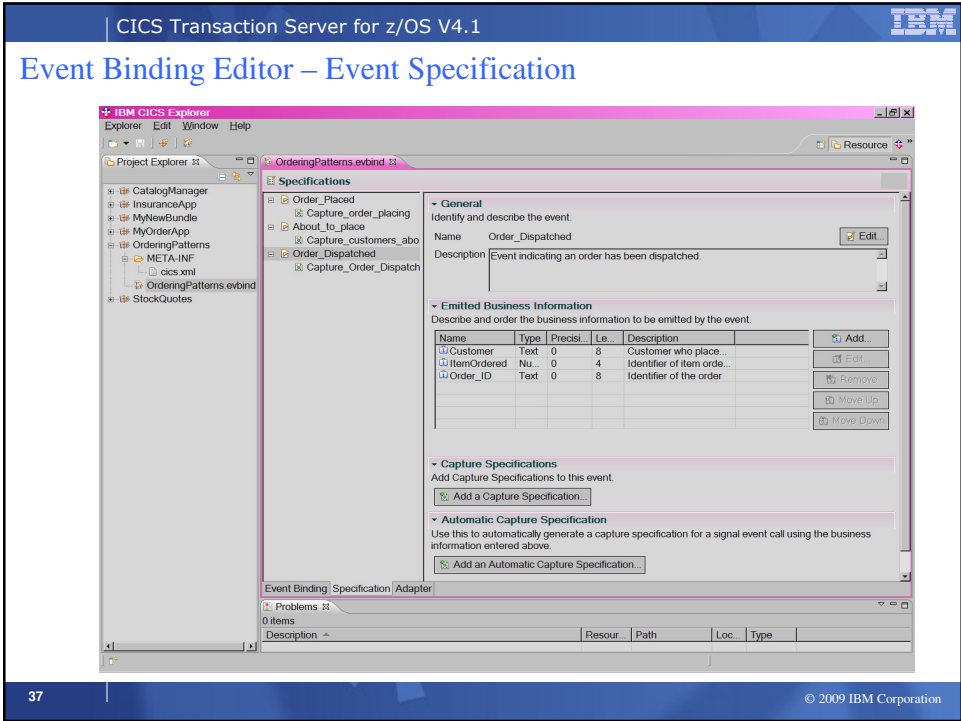 CICS Transaction Server for z/OS V4.1
IBM
Event Binding Editor – Event Specification
IBM CICS Explorer
Explorer Edit Window Help
Resource »
Project Explorer
CatalogManager
InsuranceApp
MyNewBundle
MyOrderApp
OrderingPatterns
META-INF
cics.xml
OrderingPatterns.evbind
StockQuotes
OrderingPatterns.evbind
Specifications
Order_Placed
Capture_order_placing
About_to_place
Capture_customers_abo
Order_Dispatched
Capture_Order_Dispatch
General
Identify and describe the event.
Name Order_Dispatched
Edit...
Description Event indicating an order has been dispatched.
Emitted Business Information
Describe and order the business information to be emitted by the event.
Name Type Precisi... Le... Description
Customer Text 0 8 Customer who place...
ItemOrdered Nu... 0 4 Identifier of item orde...
Order_ID Text 0 8 Identifier of the order
Add...
Edit...
Remove
Move Up
Move Down
Capture Specifications
Add Capture Specifications to this event.
Add a Capture Specification...
Automatic Capture Specification
Use this to automatically generate a capture specification for a signal event call using the business
information entered above.
Add an Automatic Capture Specification...
Event Binding Specification Adapter
Problems
0 items
Description Resour... Path Loc... Type
37
© 2009 IBM Corporation